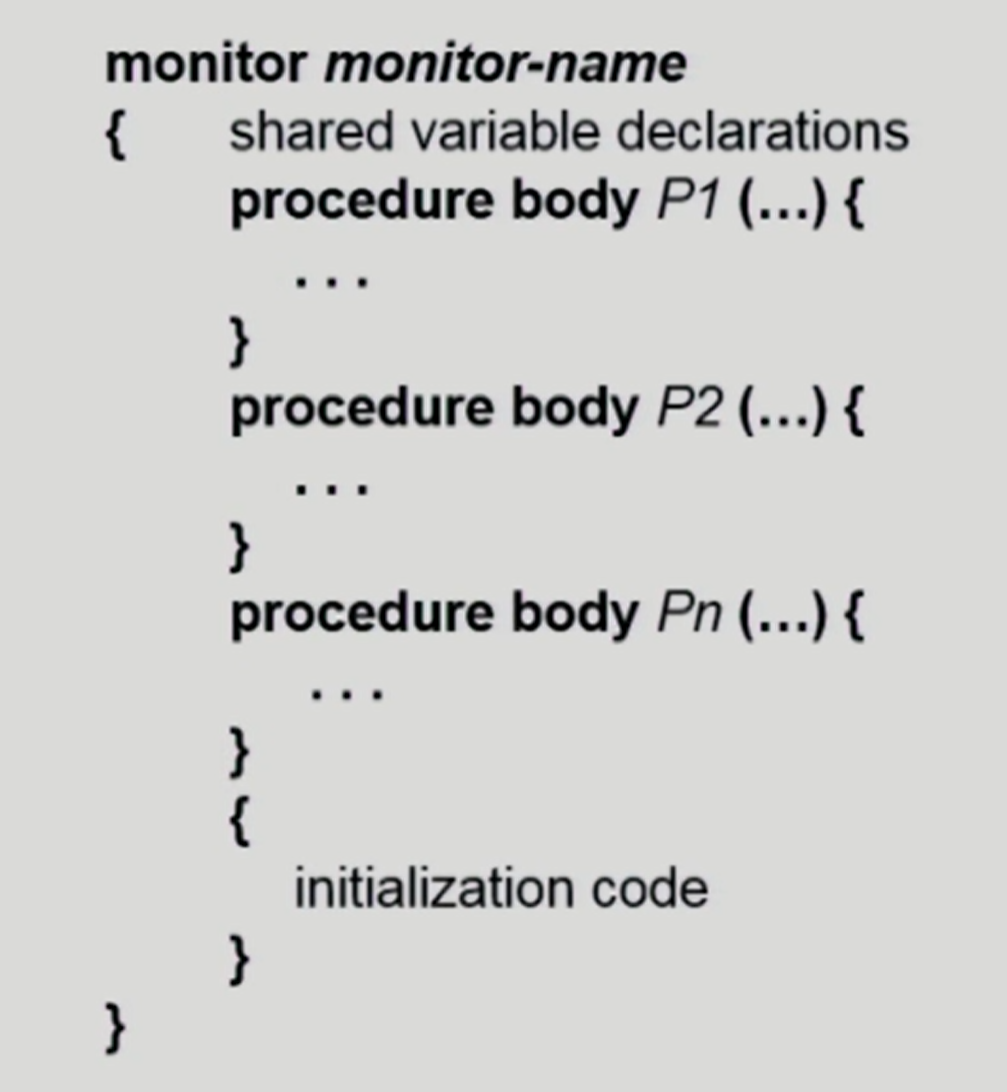 monitor monitor-name
{ shared variable declarations
procedure body P1 (...) {
...
}
procedure body P2 (...) {
...
}
procedure body Pn (...) {
...
}
{
initialization code
}
}